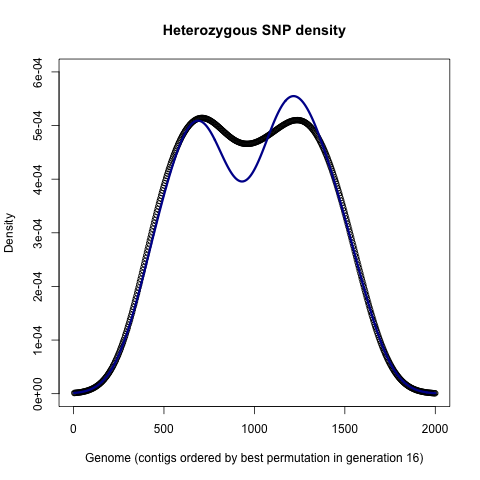 Heterozygous SNP density
6e-04
5e-04
4e-04
3e-04
2e-04
1e-04
0e+00
Density
0 500 1000 1500 2000
Genome (contigs ordered by best permutation in generation 16)